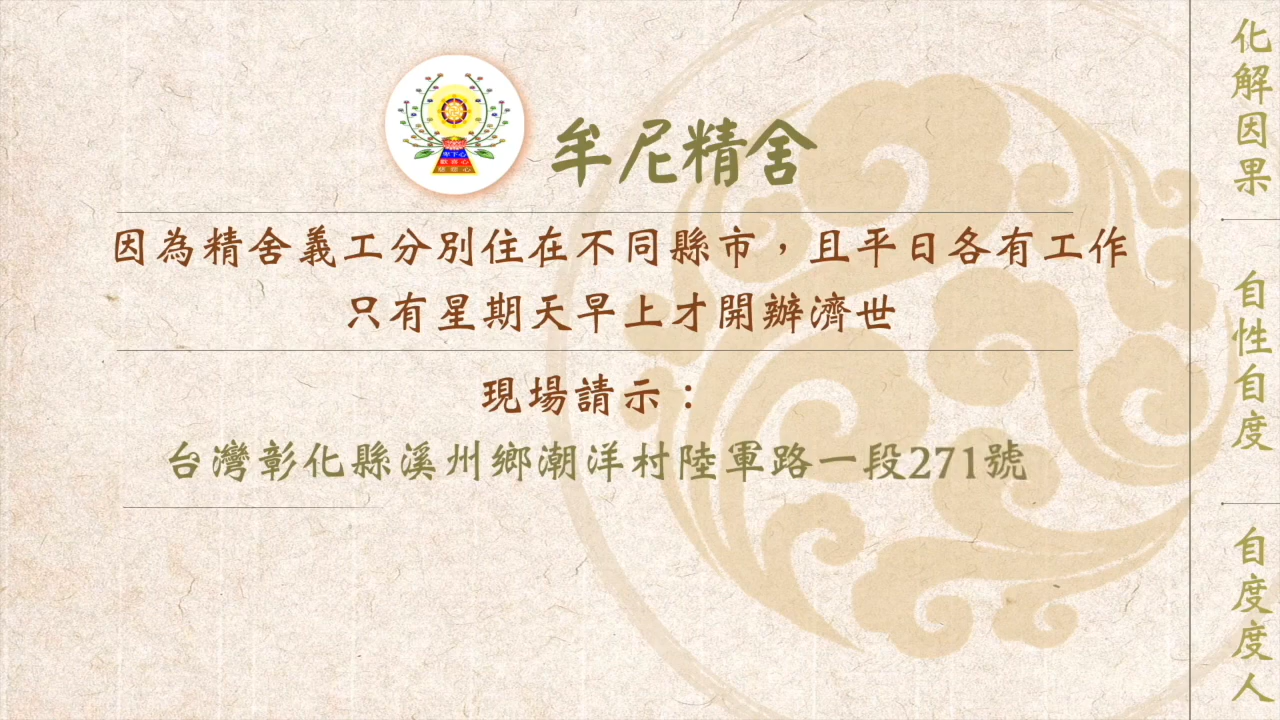 牟尼精舍
因為精舍義工分別住在不同縣市，且平日各有工作
只有星期天早上才開辦濟世
現場請示：
台灣彰化縣溪州鄉潮洋村陸軍路一段271號
化解因果
自性自度
自度度人